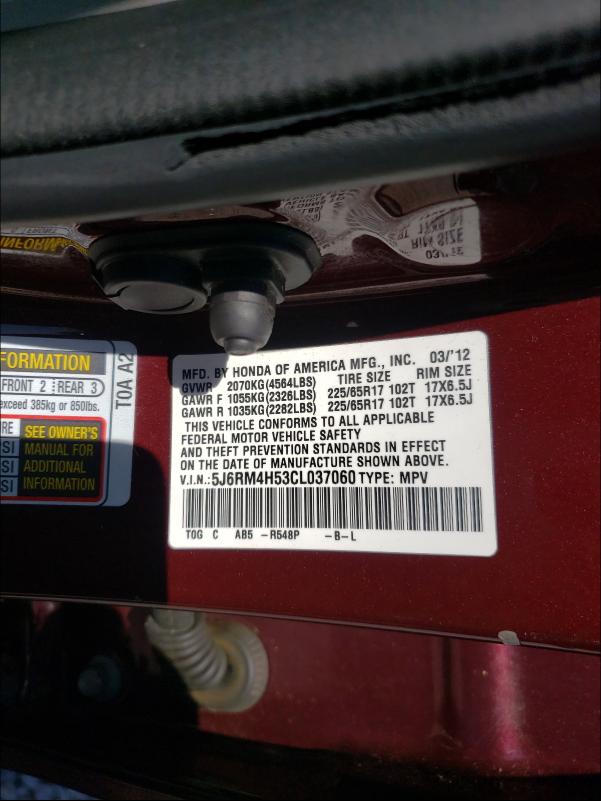 FORMATION
FRONT 2 REAR 3
exceed 385kg or 850lbs.
SEE OWNER'S
MANUAL FOR
ADDITIONAL
INFORMATION
T0A A2
MFD. BY HONDA OF AMERICA MFG., INC. 03/'12
GVWR 2070KG(4564LBS) TIRE SIZE RIM SIZE
GAWR F 1055KG(2326LBS) 225/65R17 102T 17X6.5J
GAWR R 1035KG(2282LBS) 225/65R17 102T 17X6.5J
THIS VEHICLE CONFORMS TO ALL APPLICABLE
FEDERAL MOTOR VEHICLE SAFETY
AND THEFT PREVENTION STANDARDS IN EFFECT
ON THE DATE OF MANUFACTURE SHOWN ABOVE.
V.I.N.:5J6RM4H53CL037060 TYPE: MPV
TOG C AB5 -R548P -B-L